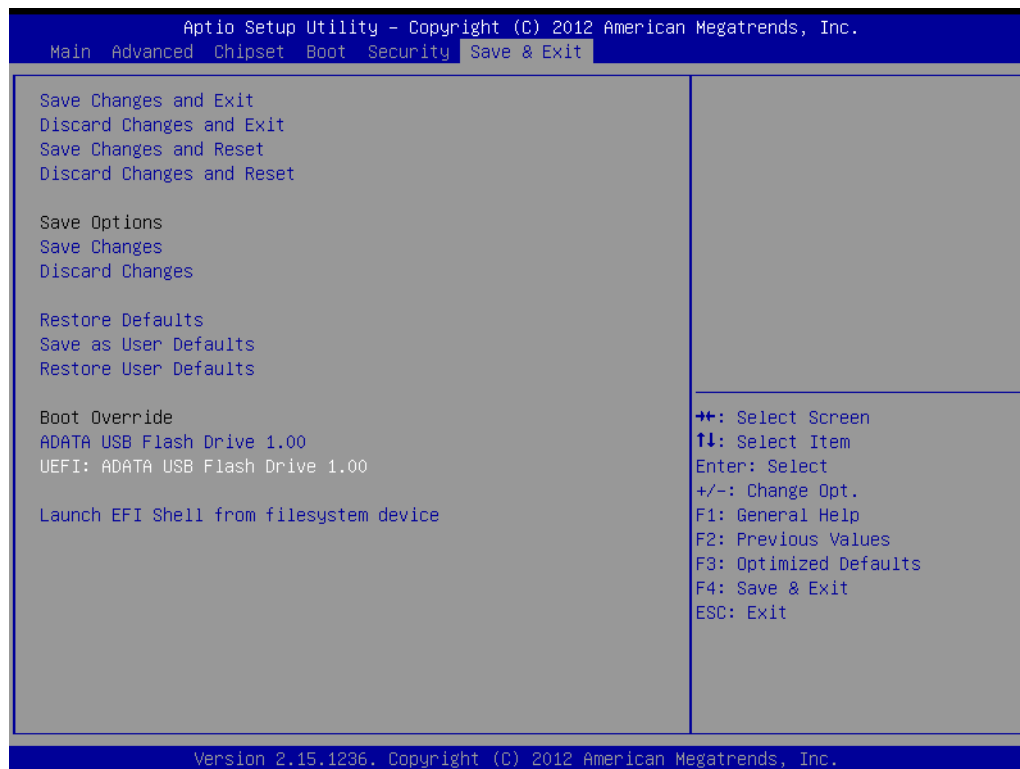 Aptio Setup Utility – Copyright (C) 2012 American Megatrends, Inc.
Main Advanced Chipset Boot Security Save & Exit
Save Changes and Exit
Discard Changes and Exit
Save Changes and Reset
Discard Changes and Reset
Save Options
Save Changes
Discard Changes
Restore Defaults
Save as User Defaults
Restore User Defaults
Boot Override
ADATA USB Flash Drive 1.00
UEFI: ADATA USB Flash Drive 1.00
Launch EFI Shell from filesystem device
→←: Select Screen
↑↓: Select Item
Enter: Select
+/-: Change Opt.
F1: General Help
F2: Previous Values
F3: Optimized Defaults
F4: Save & Exit
ESC: Exit
Version 2.15.1236. Copyright (C) 2012 American Megatrends, Inc.